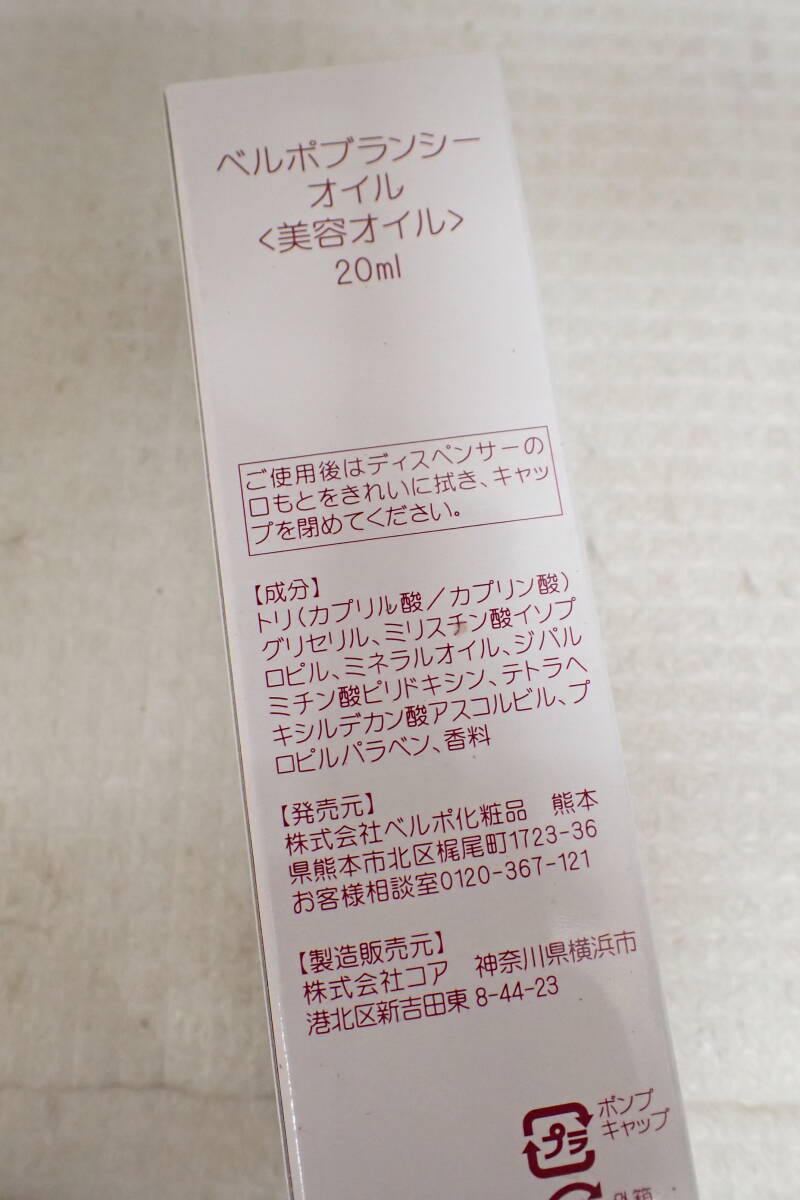 ベルポブランシー
オイル
<美容オイル>
20ml
ご使用後はディスペンサーの
口もとをきれいに拭き、キャッ
プを閉めてください。
【成分】
トリ(カプリル酸/カプリン酸)
グリセリル、ミリスチン酸イソプ
ロピル、ミネラルオイル、ジパル
ミチン酸ピリドキシン、テトラヘ
キシルデカン酸アスコルビル、プ
ロピルパラベン、香料
【発売元】
株式会社ベルポ化粧品 熊本
県熊本市北区梶尾町1723-36
お客様相談室0120-367-121
【製造販売元】
株式会社コア 神奈川県横浜市
港北区新吉田東8-44-23
プラ
ポンプ
キャップ
外箱